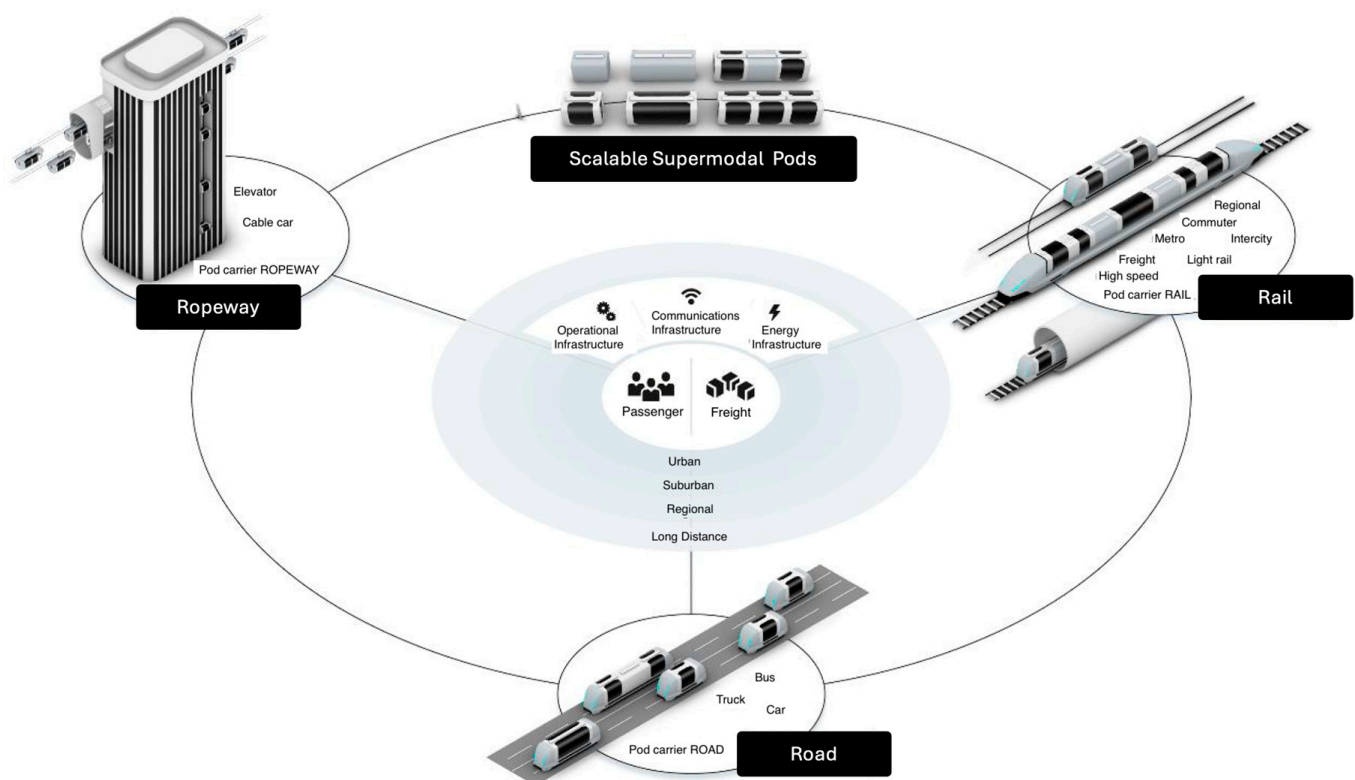 Scalable Supermodal Pods
Elevator
Cable car
Pod carrier ROPEWAY
Ropeway
Regional
Commuter
Metro
Intercity
Freight
Light rail
High speed
Pod carrier RAIL
Rail
Operational
Infrastructure
Communications
Infrastructure
Energy
Infrastructure
Passenger
Freight
Urban
Suburban
Regional
Long Distance
Bus
Truck
Car
Pod carrier ROAD
Road